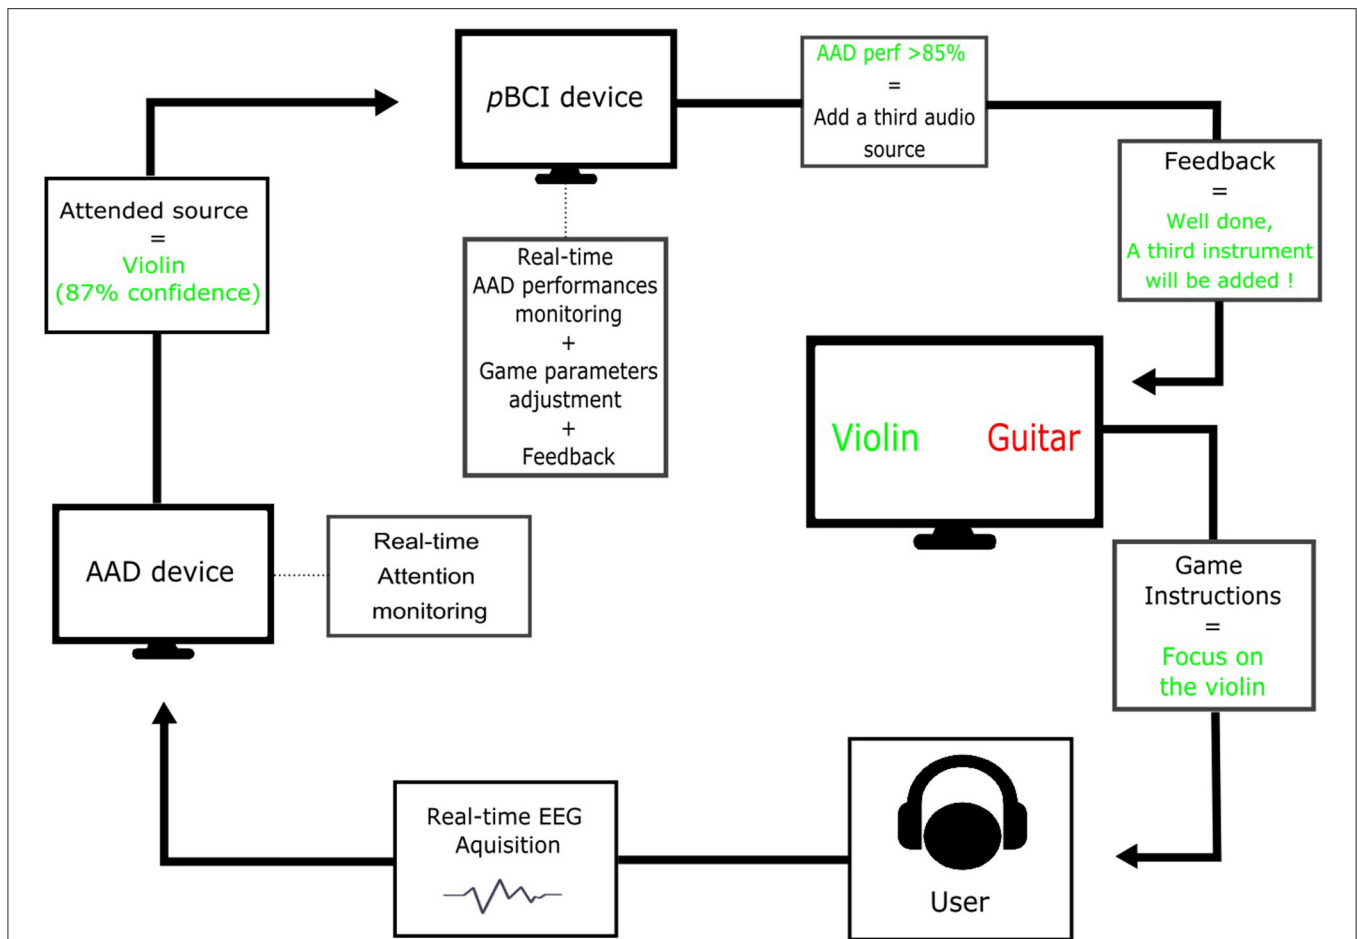 pBCI device
AAD perf >85%
=
Add a third audio
source
Feedback
=
Well done,
A third instrument
will be added !
Attended source
=
Violin
(87% confidence)
Real-time
AAD performances
monitoring
+
Game parameters
adjustment
+
Feedback
Violin Guitar
AAD device
Real-time
Attention
monitoring
Game
Instructions
=
Focus on
the violin
Real-time EEG
Aquisition
User